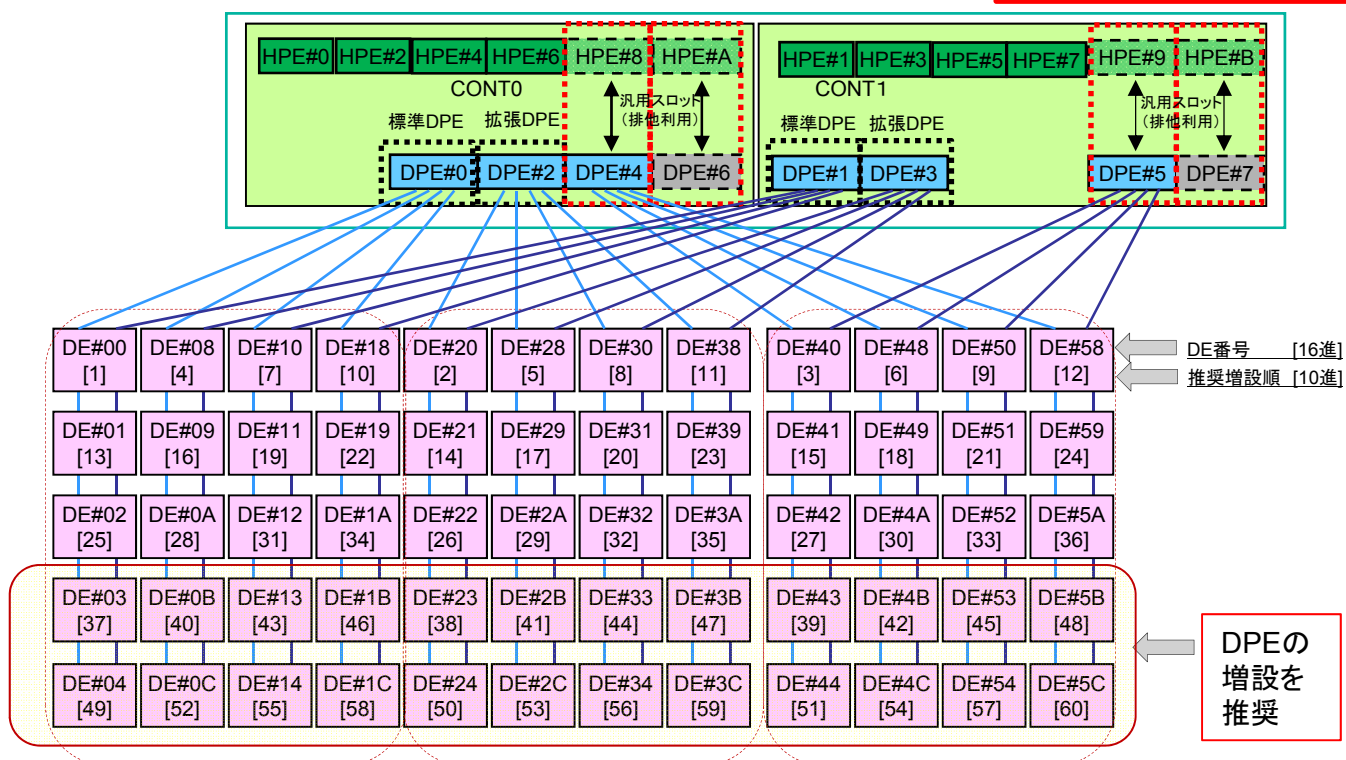 HPE#0 HPE#2 HPE#4 HPE#6 HPE#8 HPE#A
CONT0
汎用スロット
(排他利用)
標準DPE 拡張DPE
DPE#0 DPE#2 DPE#4 DPE#6
HPE#1 HPE#3 HPE#5 HPE#7 HPE#9 HPE#B
CONT1
汎用スロット
(排他利用)
標準DPE 拡張DPE
DPE#1 DPE#3 DPE#5 DPE#7
DE#00 DE#08 DE#10 DE#18 DE#20 DE#28 DE#30 DE#38 DE#40 DE#48 DE#50 DE#58
[1] [4] [7] [10] [2] [5] [8] [11] [3] [6] [9] [12]
DE番号 [16進]
推奨増設順 [10進]
DE#01 DE#09 DE#11 DE#19 DE#21 DE#29 DE#31 DE#39 DE#41 DE#49 DE#51 DE#59
[13] [16] [19] [22] [14] [17] [20] [23] [15] [18] [21] [24]
DE#02 DE#0A DE#12 DE#1A DE#22 DE#2A DE#32 DE#3A DE#42 DE#4A DE#52 DE#5A
[25] [28] [31] [34] [26] [29] [32] [35] [27] [30] [33] [36]
DE#03 DE#0B DE#13 DE#1B DE#23 DE#2B DE#33 DE#3B DE#43 DE#4B DE#53 DE#5B
[37] [40] [43] [46] [38] [41] [44] [47] [39] [42] [45] [48]
DE#04 DE#0C DE#14 DE#1C DE#24 DE#2C DE#34 DE#3C DE#44 DE#4C DE#54 DE#5C
[49] [52] [55] [58] [50] [53] [56] [59] [51] [54] [57] [60]
DPEの
増設を
推奨